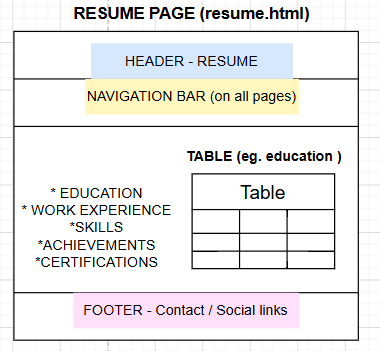 RESUME PAGE (resume.html)
HEADER - RESUME
NAVIGATION BAR (on all pages)
TABLE (eg. education )
* EDUCATION
* WORK EXPERIENCE
*SKILLS
*ACHIEVEMENTS
*CERTIFICATIONS
Table
FOOTER - Contact / Social links